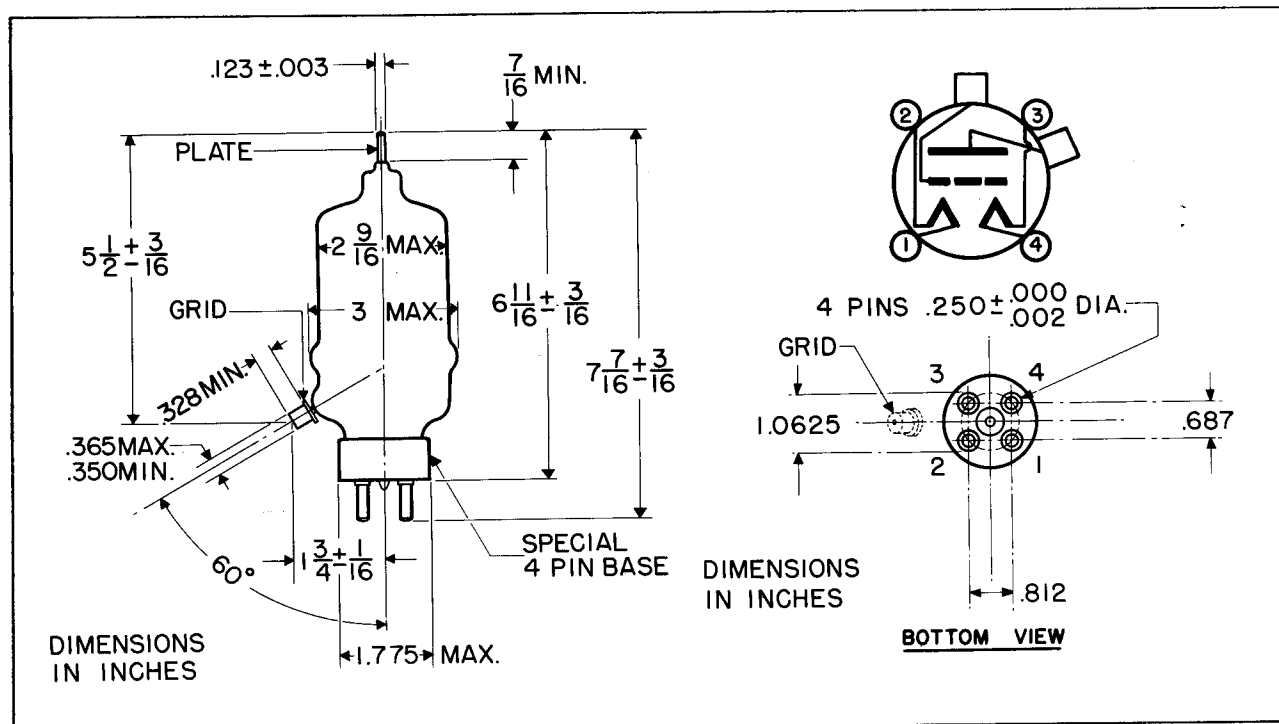 .123±.003
7/16 MIN.
PLATE
5 1/2 ± 3/16
2 9/16 MAX.
GRID
3 MAX.
6 11/16 ± 3/16
7 7/16 ± 3/16
.328 MIN.
.365 MAX.
.350 MIN.
60°
1 3/4 ± 1/16
SPECIAL
4 PIN BASE
1.775 MAX.
DIMENSIONS
IN INCHES
2
3
1
4
4 PINS .250± .000/.002 DIA.
GRID
3
4
1.0625
.687
2
1
DIMENSIONS
IN INCHES
.812
BOTTOM VIEW